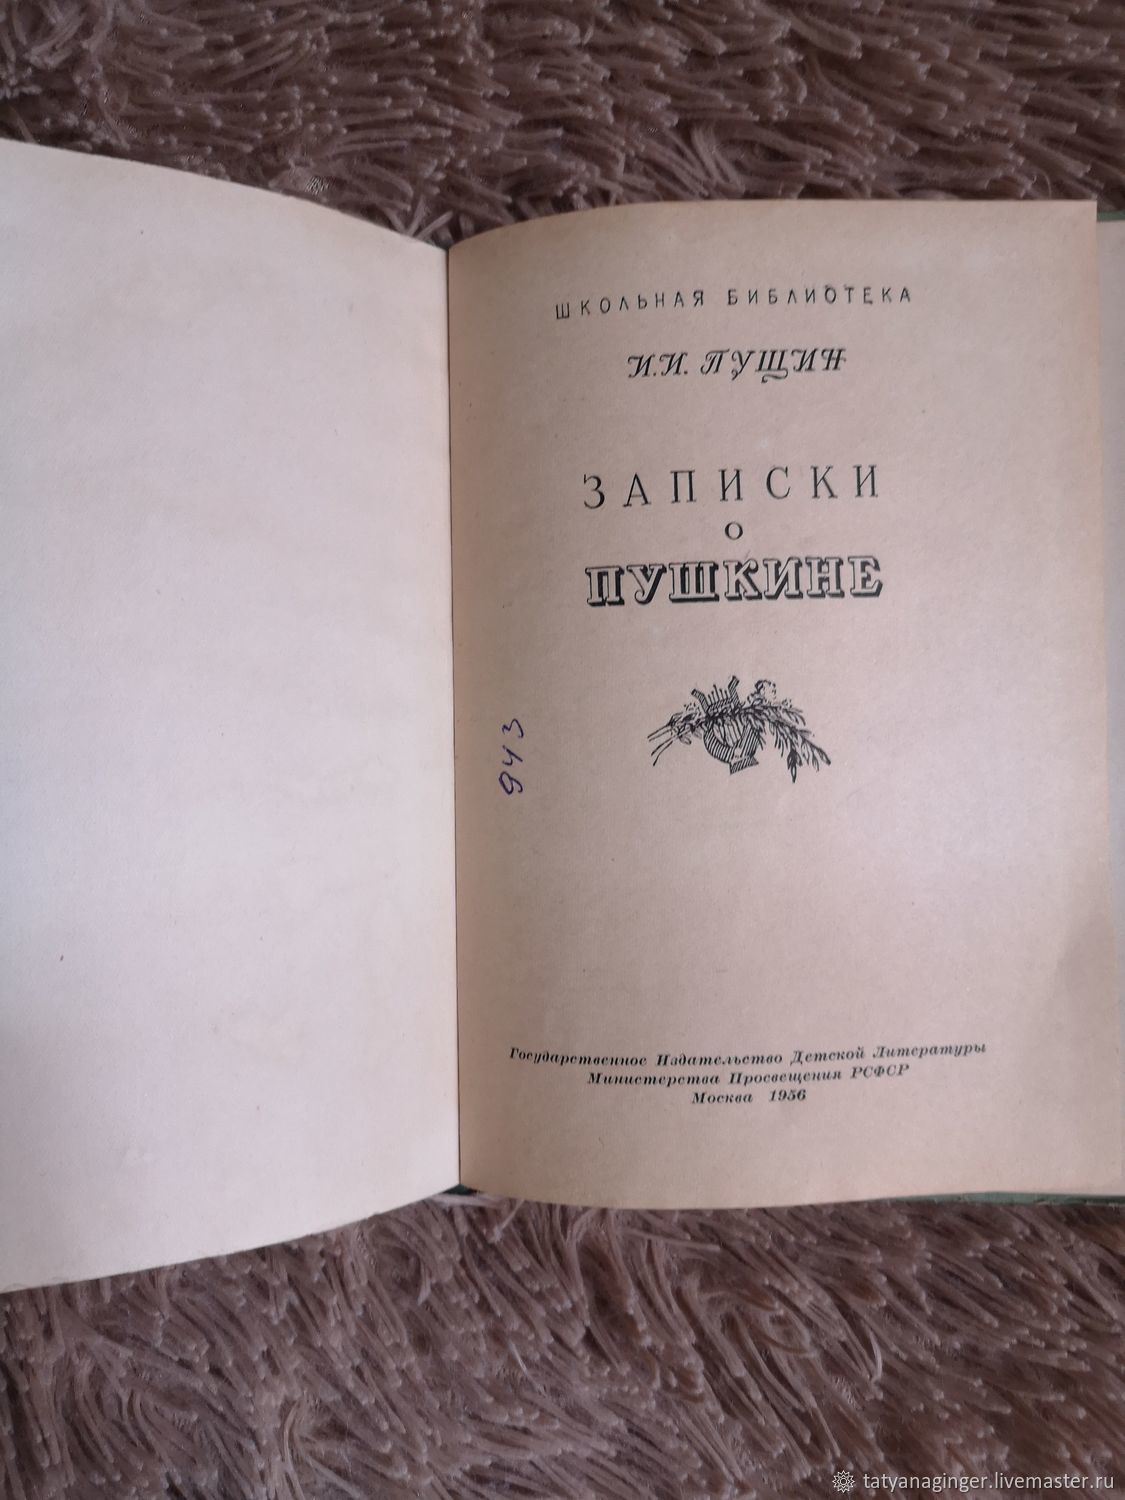 ШКОЛЬНАЯ БИБЛИОТЕКА
И.И. ПУЩИН
ЗАПИСКИ
О
ПУШКИНЕ
943
Государственное Издательство Детской Литературы
Министерства Просвещения РСФСР
Москва 1956
tatyanaginger.livemaster.ru